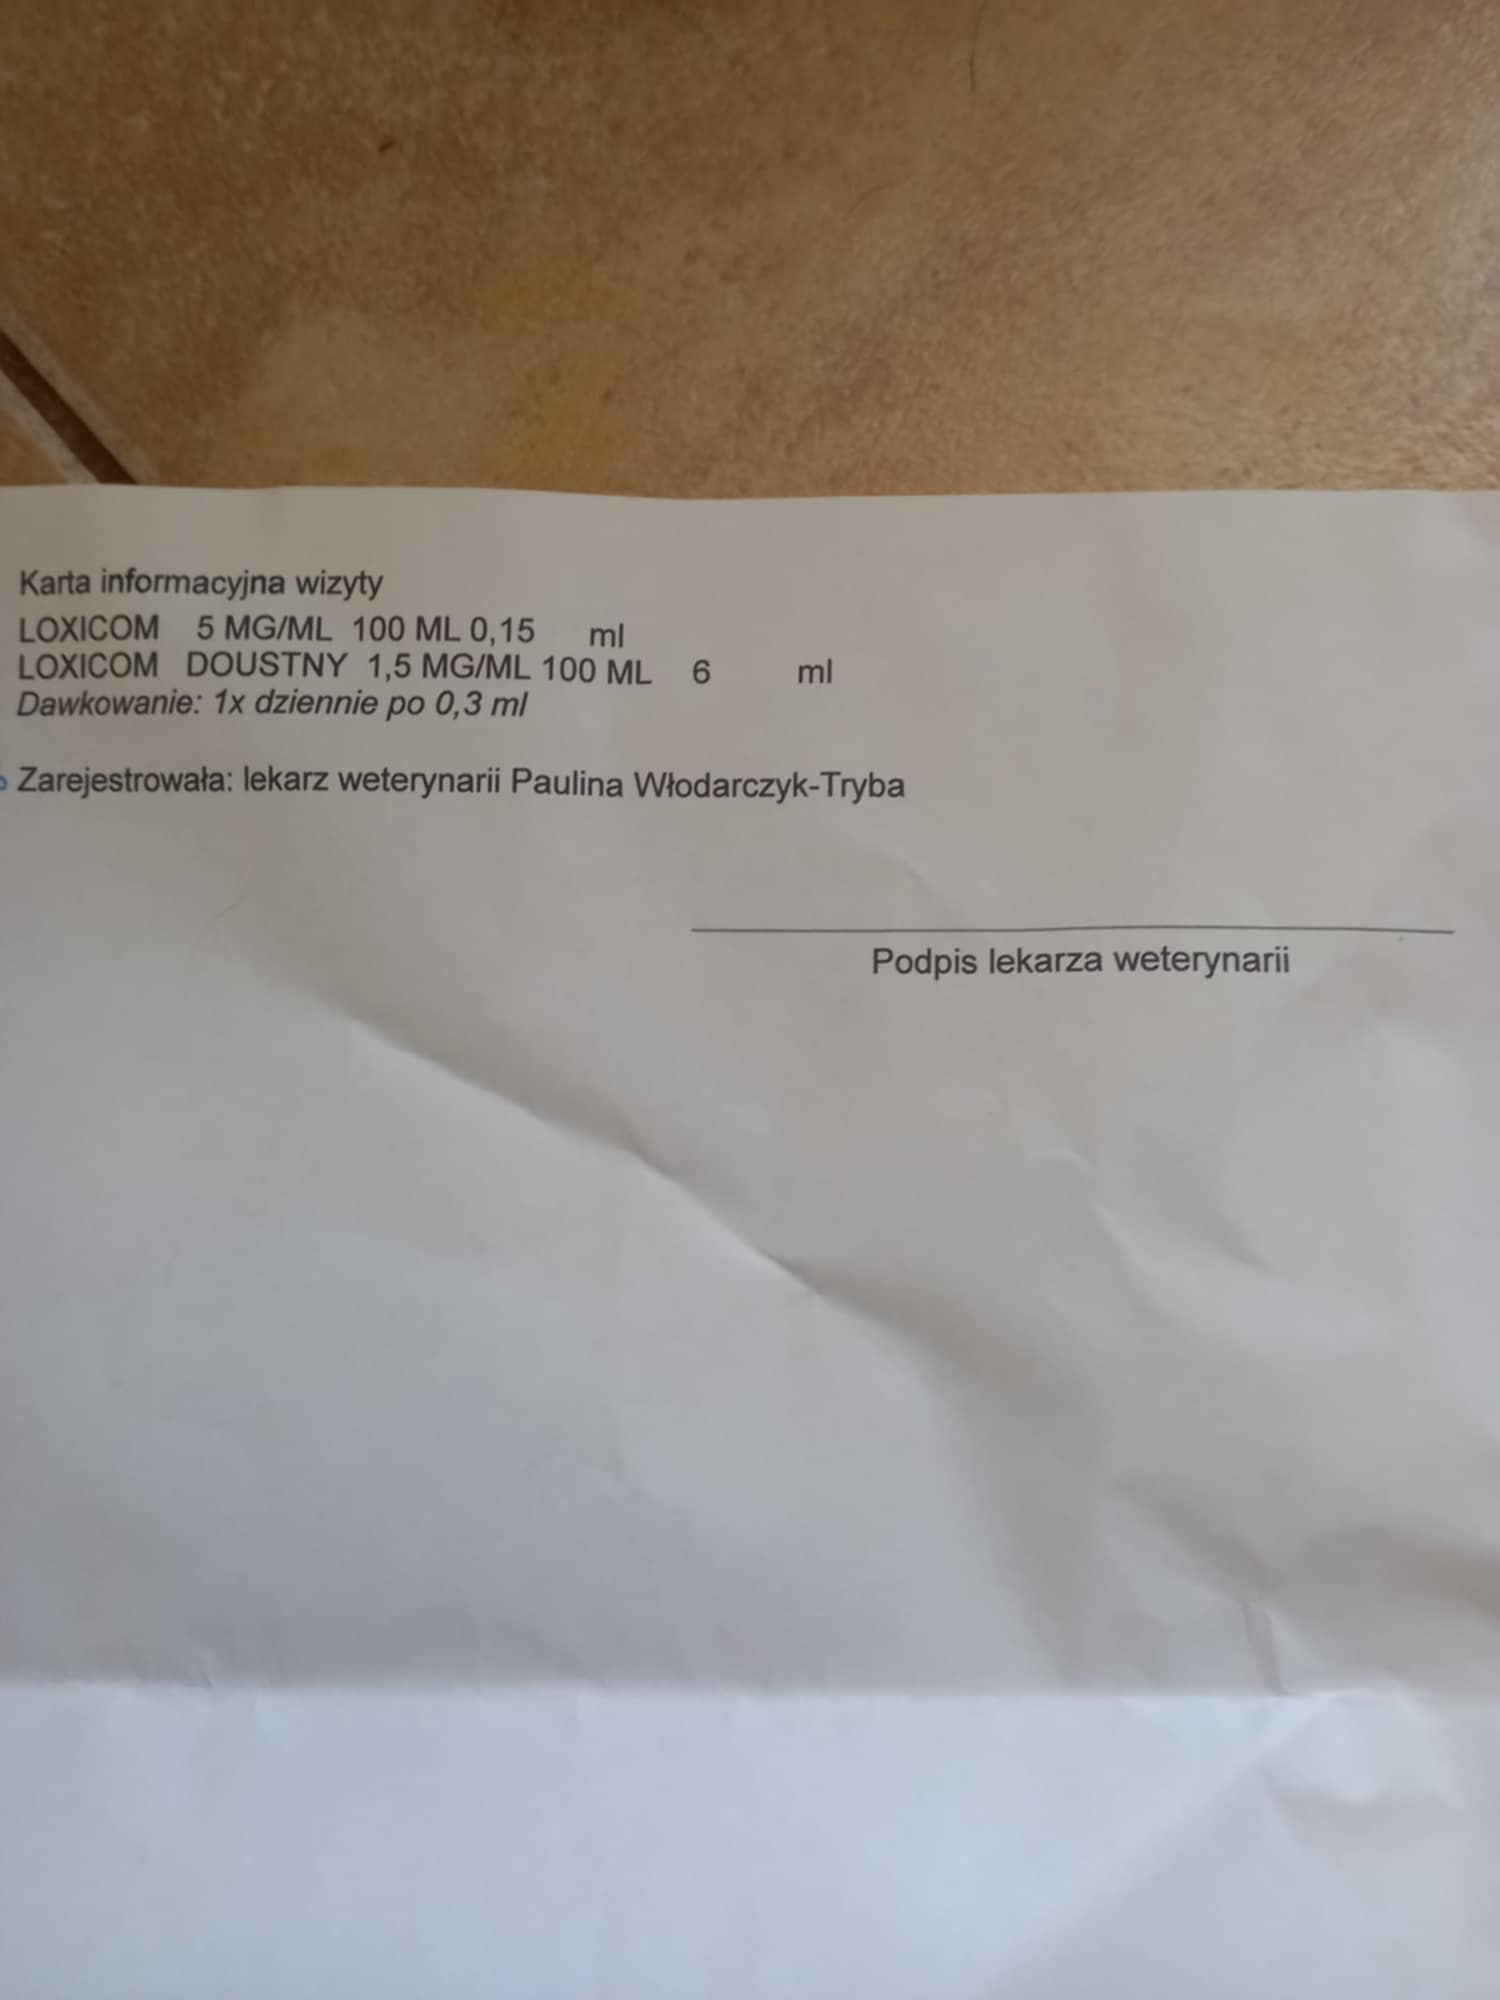 Karta informacyjna wizyty
LOXICOM 5 MG/ML 100 ML 0,15 ml
LOXICOM DOUSTNY 1,5 MG/ML 100 ML 6 ml
Dawkowanie: 1x dziennie po 0,3 ml
Zarejestrowała: lekarz weterynarii Paulina Włodarczyk-Tryba
Podpis lekarza weterynarii